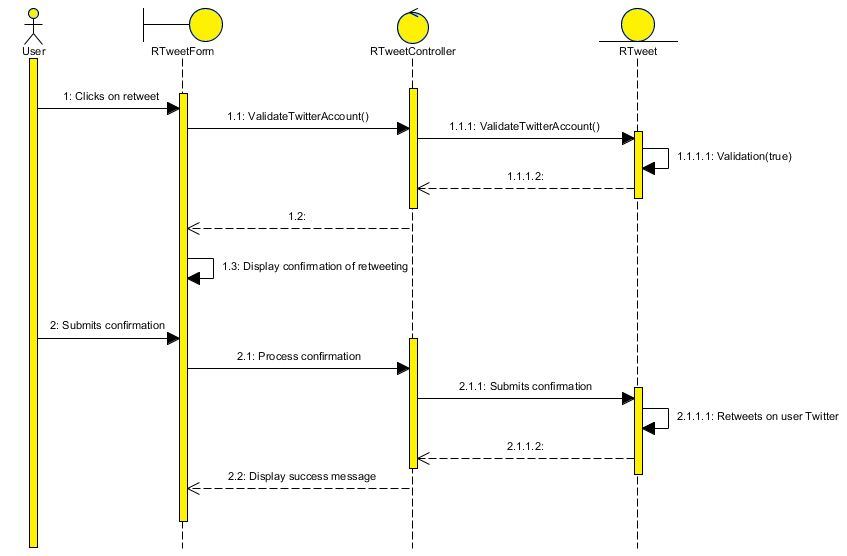 User
RTweetForm
RTweetController
RTweet
1: Clicks on retweet
1.1: ValidateTwitterAccount()
1.1.1: ValidateTwitterAccount()
1.1.1.1: Validation(true)
1.1.1.2:
1.2:
1.3: Display confirmation of retweeting
2: Submits confirmation
2.1: Process confirmation
2.1.1: Submits confirmation
2.1.1.1: Retweets on user Twitter
2.1.1.2:
2.2: Display success message